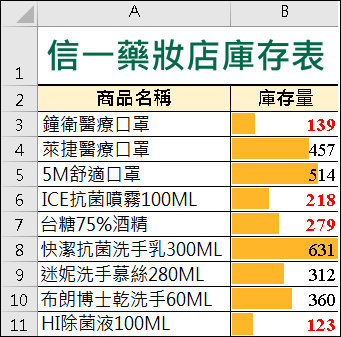 A B
1 信一藥妝店庫存表
2 商品名稱 庫存量
3 鐘衛醫療口罩 139
4 萊捷醫療口罩 457
5 5M舒適口罩 514
6 ICE抗菌噴霧100ML 218
7 台糖75%酒精 279
8 快潔抗菌洗手乳300ML 631
9 迷妮洗手慕絲280ML 312
10 布朗博士乾洗手60ML 360
11 HI除菌液100ML 123